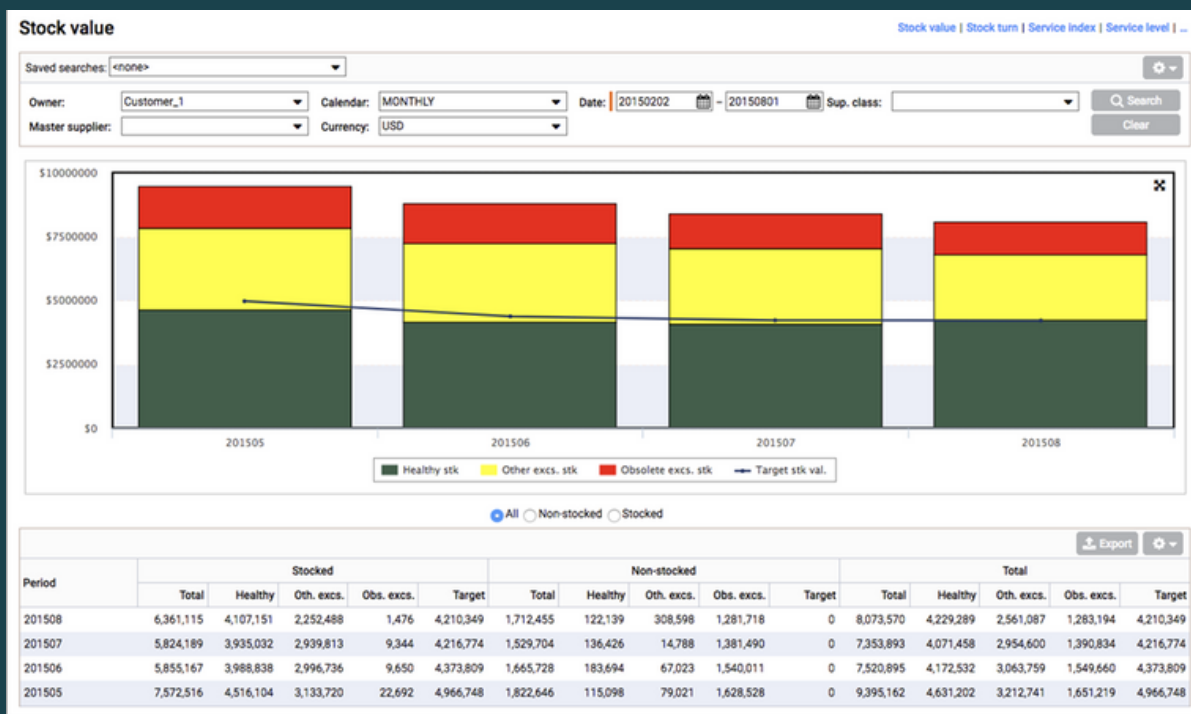 Stock value
Stock value | Stock turn | Service index | Service level | ...
Saved searches: <none>
Owner: Customer_1 Calendar: MONTHLY Date: 20150202 - 20150801 Sup. class: Search
Master supplier: Currency: USD Clear
$10000000
$7500000
$5000000
$2500000
$0
201505 201506 201507 201508
Healthy stk Other excs. stk Obsolete excs. stk Target stk val.
All Non-stocked Stocked
Export
Period Stocked Non-stocked Total
Total Healthy Oth. excs. Obs. excs. Target Total Healthy Oth. excs. Obs. excs. Target Total Healthy Oth. excs. Obs. excs. Target
201508 6,361,115 4,107,151 2,252,488 1,476 4,210,349 1,712,455 122,139 308,598 1,281,718 0 8,073,570 4,229,289 2,561,087 1,283,194 4,210,349
201507 5,824,189 3,935,032 2,939,813 9,344 4,216,774 1,529,704 136,426 14,788 1,381,490 0 7,353,893 4,071,458 2,954,600 1,390,834 4,216,774
201506 5,855,167 3,988,838 2,996,736 9,650 4,373,809 1,665,728 183,694 67,023 1,540,011 0 7,520,895 4,172,532 3,063,759 1,549,660 4,373,809
201505 7,572,516 4,516,104 3,133,720 22,692 4,966,748 1,822,646 115,098 79,021 1,628,528 0 9,395,162 4,631,202 3,212,741 1,651,219 4,966,748